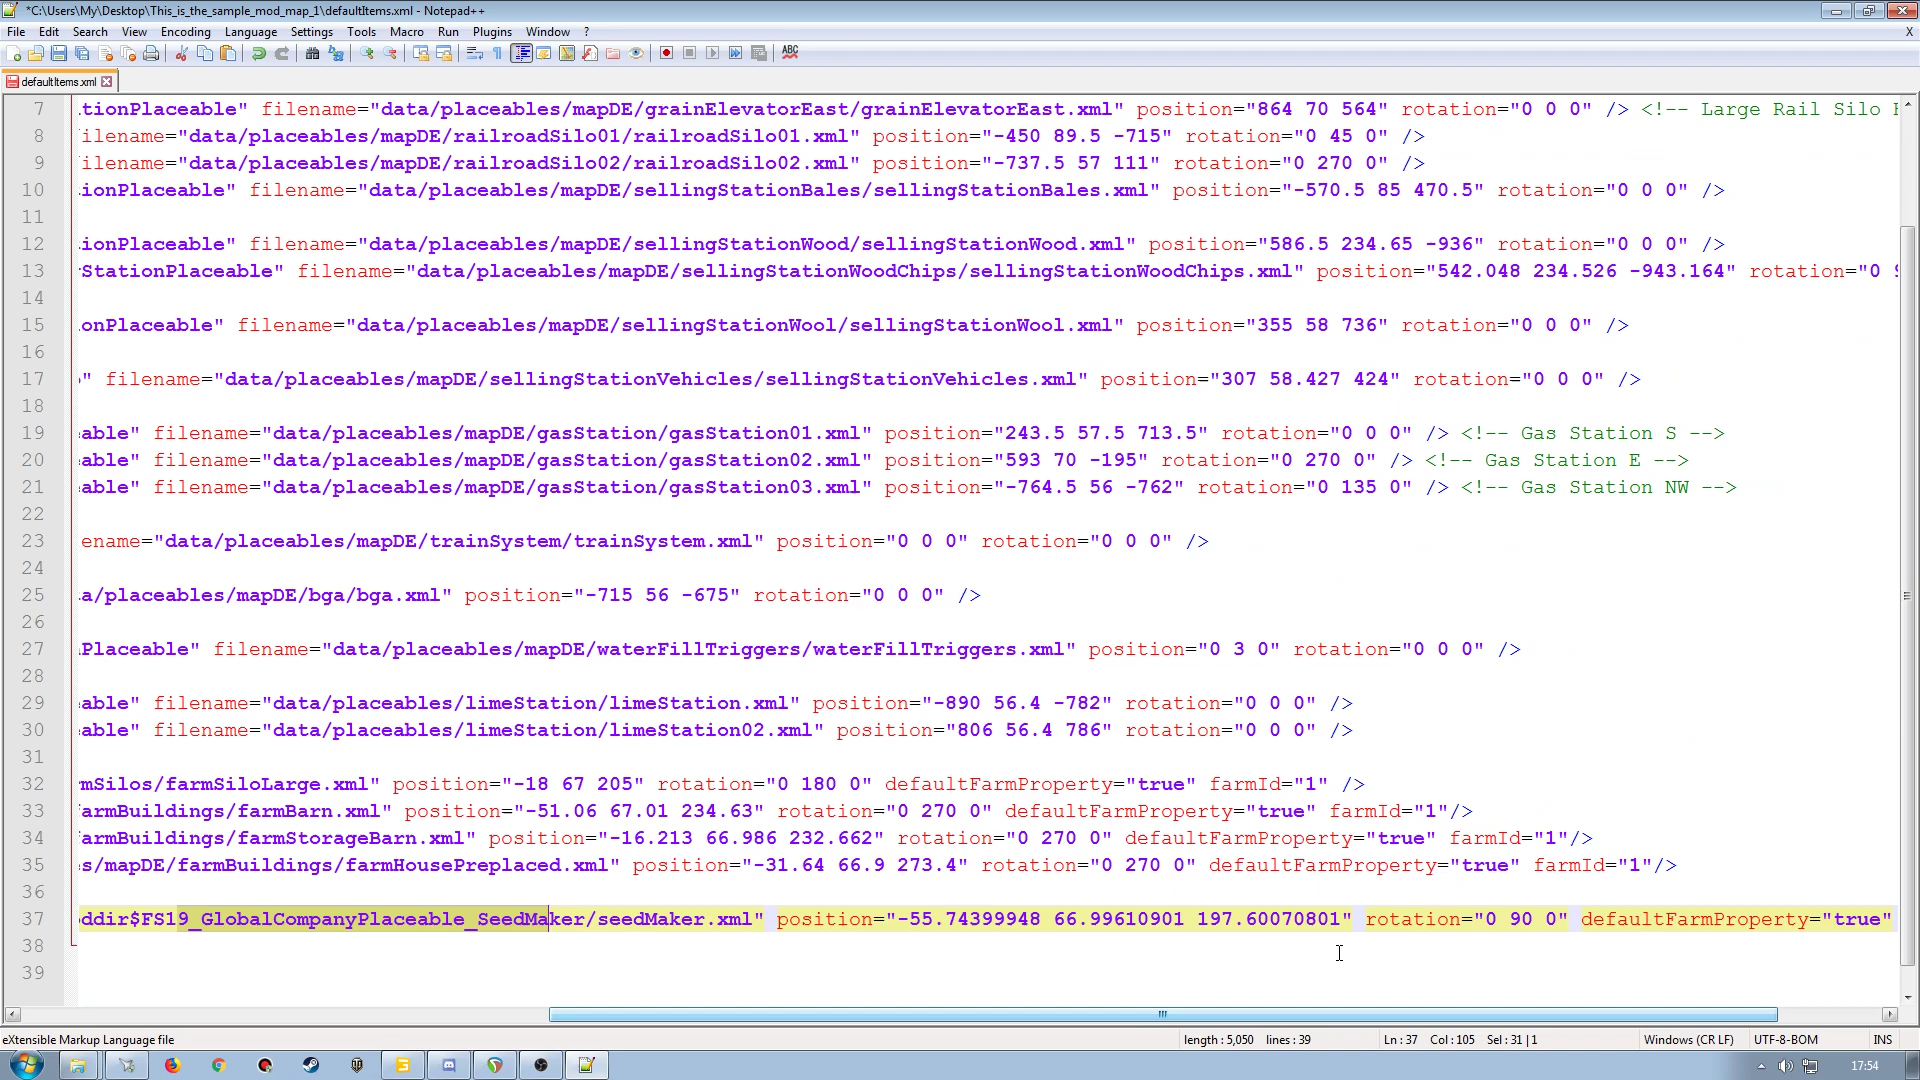 *C:\Users\My\Desktop\This_is_the_sample_mod_map_1\defaultItems.xml - Notepad++
File Edit Search View Encoding Language Settings Tools Macro Run Plugins Window ? X
ABC
defaultItems.xml
7 tionPlaceable" filename="data/placeables/mapDE/grainElevatorEast/grainElevatorEast.xml" position="864 70 564" rotation="0 0 0" /> <!-- Large Rail Silo
8 filename="data/placeables/mapDE/railroadSilo01/railroadSilo01.xml" position="-450 89.5 -715" rotation="0 45 0" />
9 filename="data/placeables/mapDE/railroadSilo02/railroadSilo02.xml" position="-737.5 57 111" rotation="0 270 0" />
10 ionPlaceable" filename="data/placeables/mapDE/sellingStationBales/sellingStationBales.xml" position="-570.5 85 470.5" rotation="0 0 0" />
11
12 ionPlaceable" filename="data/placeables/mapDE/sellingStationWood/sellingStationWood.xml" position="586.5 234.65 -936" rotation="0 0 0" />
13 rStationPlaceable" filename="data/placeables/mapDE/sellingStationWoodChips/sellingStationWoodChips.xml" position="542.048 234.526 -943.164" rotation="0
14
15 onPlaceable" filename="data/placeables/mapDE/sellingStationWool/sellingStationWool.xml" position="355 58 736" rotation="0 0 0" />
16
17 " filename="data/placeables/mapDE/sellingStationVehicles/sellingStationVehicles.xml" position="307 58.427 424" rotation="0 0 0" />
18
19 able" filename="data/placeables/mapDE/gasStation/gasStation01.xml" position="243.5 57.5 713.5" rotation="0 0 0" /> <!-- Gas Station S -->
20 able" filename="data/placeables/mapDE/gasStation/gasStation02.xml" position="593 70 -195" rotation="0 270 0" /> <!-- Gas Station E -->
21 able" filename="data/placeables/mapDE/gasStation/gasStation03.xml" position="-764.5 56 -762" rotation="0 135 0" /> <!-- Gas Station NW -->
22
23 ename="data/placeables/mapDE/trainSystem/trainSystem.xml" position="0 0 0" rotation="0 0 0" />
24
25 a/placeables/mapDE/bga/bga.xml" position="-715 56 -675" rotation="0 0 0" />
26
27 Placeable" filename="data/placeables/mapDE/waterFillTriggers/waterFillTriggers.xml" position="0 3 0" rotation="0 0 0" />
28
29 able" filename="data/placeables/limeStation/limeStation.xml" position="-890 56.4 -782" rotation="0 0 0" />
30 able" filename="data/placeables/limeStation/limeStation02.xml" position="806 56.4 786" rotation="0 0 0" />
31
32 mSilos/farmSiloLarge.xml" position="-18 67 205" rotation="0 180 0" defaultFarmProperty="true" farmId="1" />
33 farmBuildings/farmBarn.xml" position="-51.06 67.01 234.63" rotation="0 270 0" defaultFarmProperty="true" farmId="1"/>
34 farmBuildings/farmStorageBarn.xml" position="-16.213 66.986 232.662" rotation="0 270 0" defaultFarmProperty="true" farmId="1"/>
35 s/mapDE/farmBuildings/farmHousePreplaced.xml" position="-31.64 66.9 273.4" rotation="0 270 0" defaultFarmProperty="true" farmId="1"/>
36
37 ddir$FS19_GlobalCompanyPlaceable_SeedMaker/seedMaker.xml" position="-55.74399948 66.99610901 197.60070801" rotation="0 90 0" defaultFarmProperty="true"
38
39
eXtensible Markup Language file length : 5,050 lines : 39 Ln : 37 Col : 105 Sel : 31 | 1 Windows (CR LF) UTF-8-BOM INS
17:54